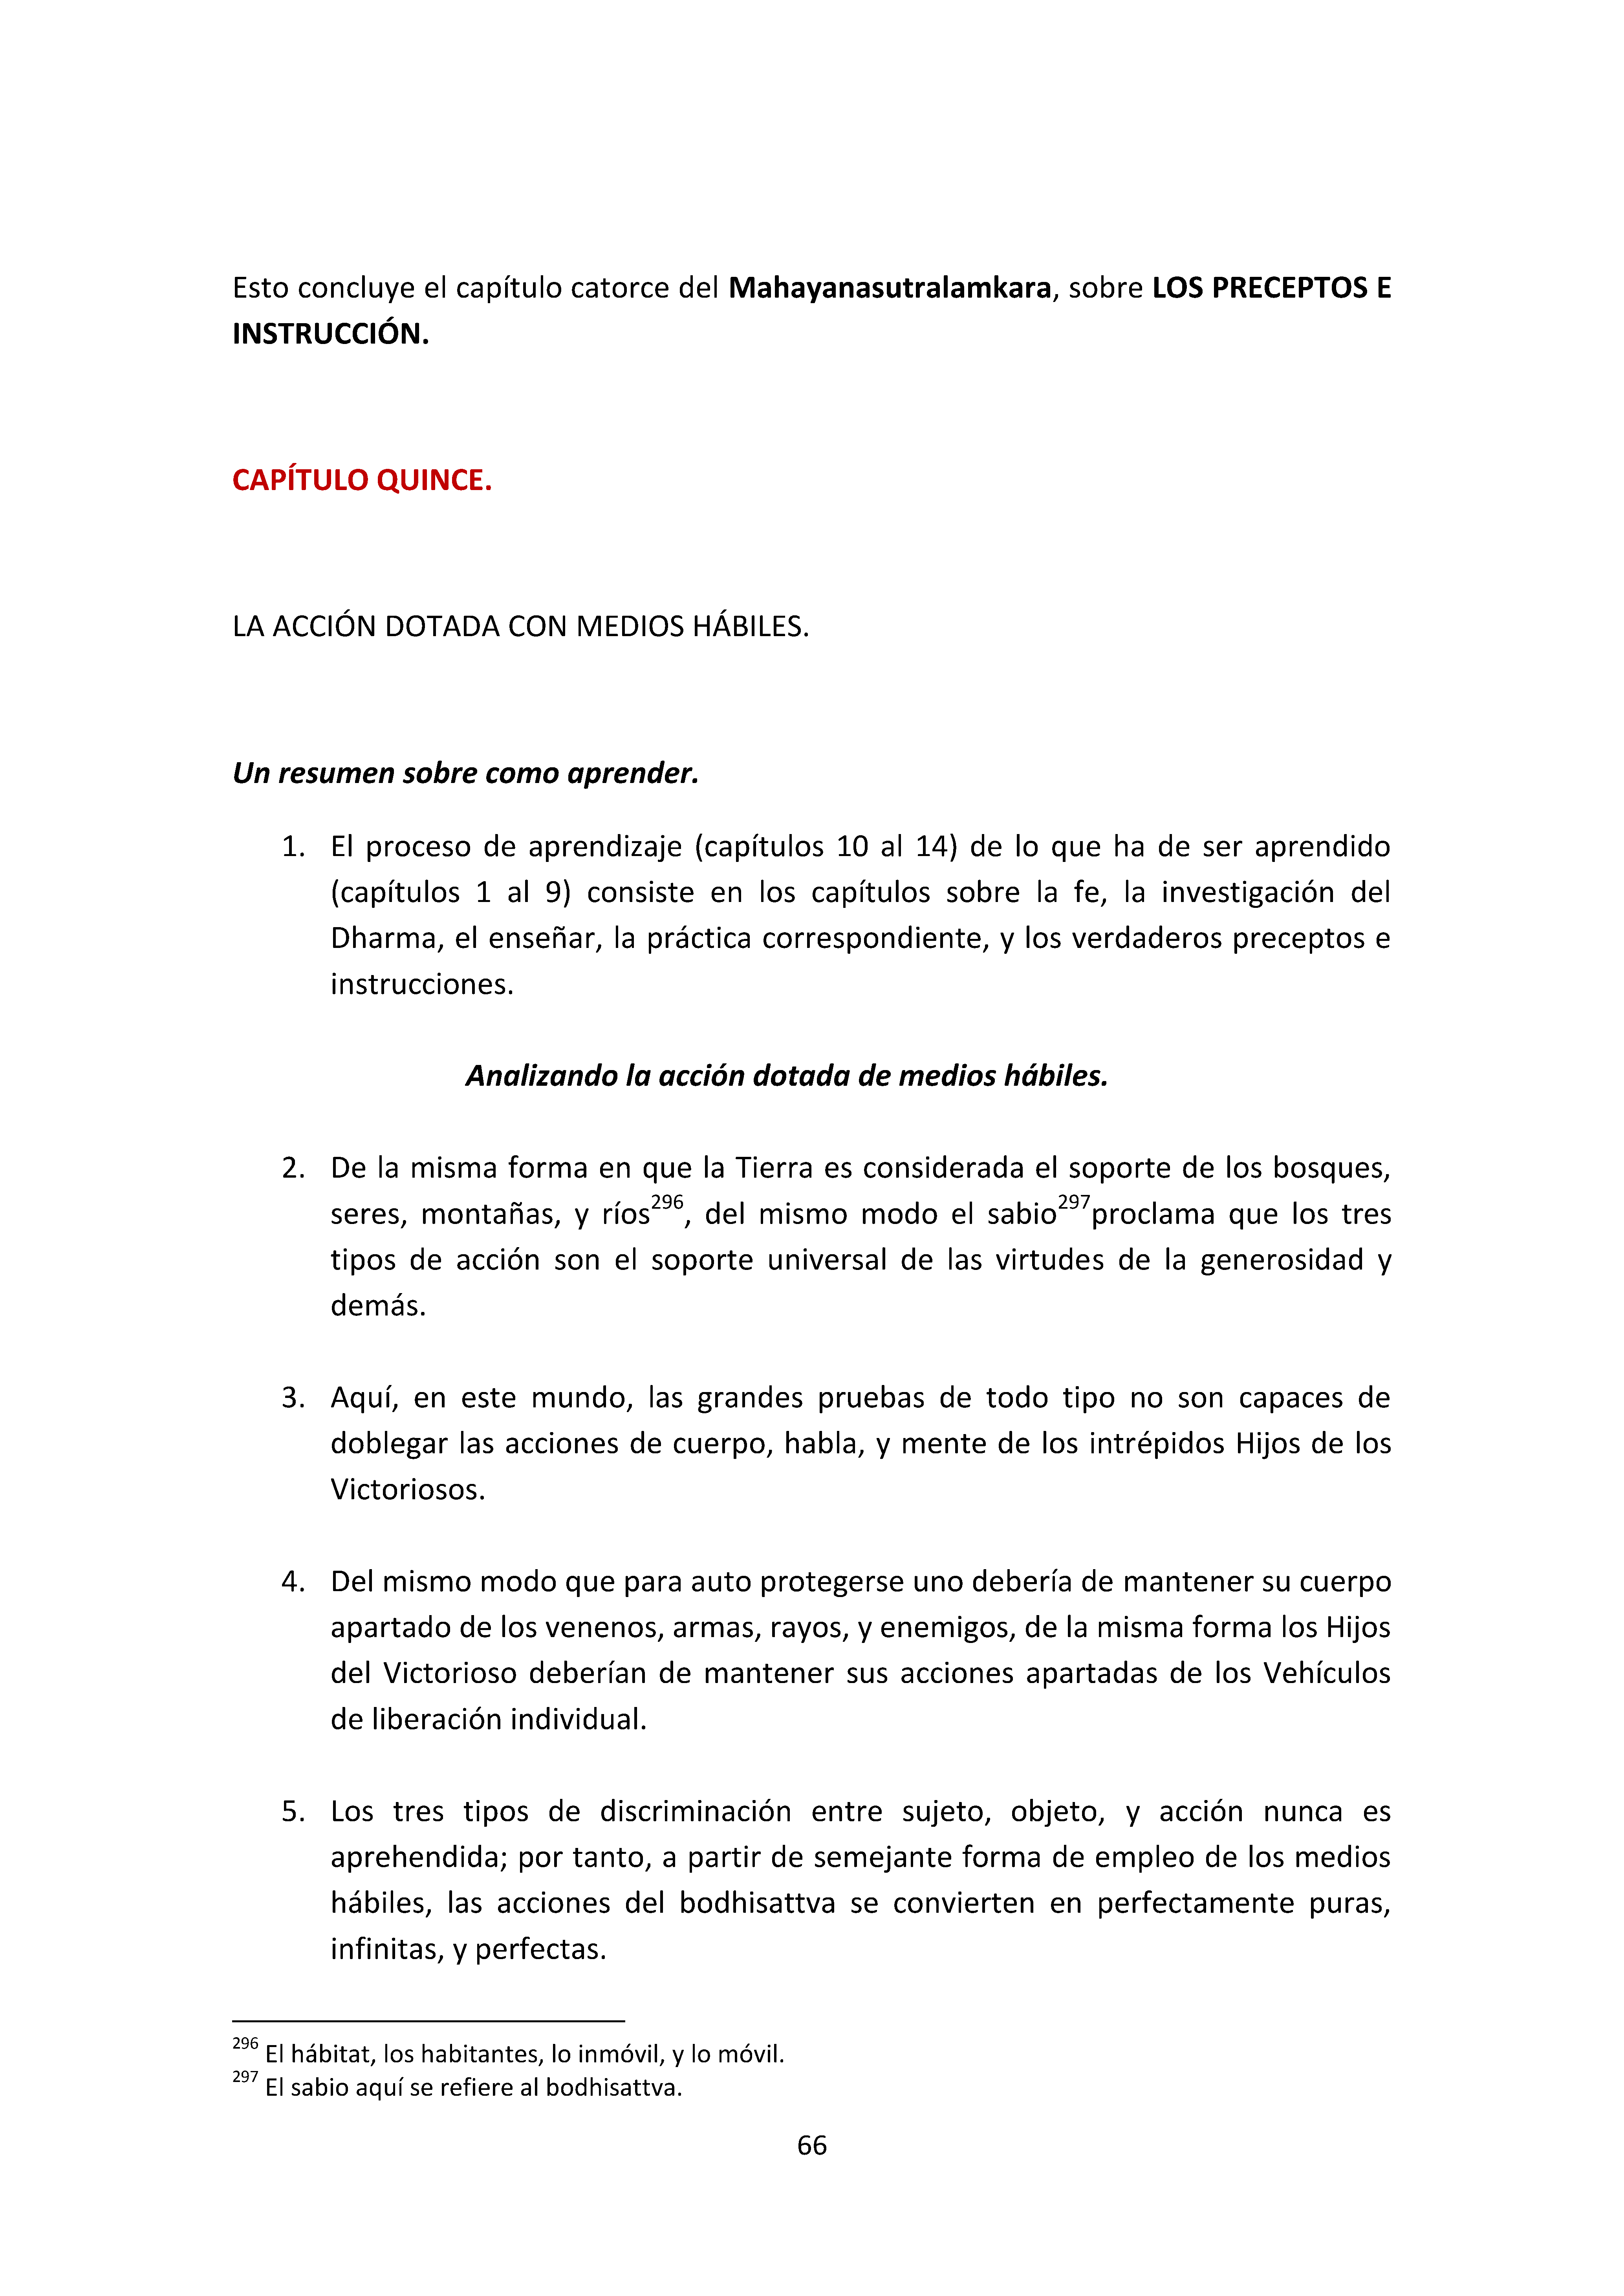 Esto concluye el capítulo catorce del Mahayanasutralamkara, sobre LOS PRECEPTOS E
INSTRUCCIÓN.
CAPÍTULO QUINCE.
LA ACCIÓN DOTADA CON MEDIOS HÁBILES.
Un resumen sobre como aprender.
1. El proceso de aprendizaje (capítulos 10 al 14) de lo que ha de ser aprendido
(capítulos 1 al 9) consiste en los capítulos sobre la fe, la investigación del
Dharma, el enseñar, la práctica correspondiente, y los verdaderos preceptos e
instrucciones.
Analizando la acción dotada de medios hábiles.
2. De la misma forma en que la Tierra es considerada el soporte de los bosques,
seres, montañas, y ríos296, del mismo modo el sabio297proclama que los tres
tipos de acción son el soporte universal de las virtudes de la generosidad y
demás.
3. Aquí, en este mundo, las grandes pruebas de todo tipo no son capaces de
doblegar las acciones de cuerpo, habla, y mente de los intrépidos Hijos de los
Victoriosos.
4. Del mismo modo que para auto protegerse uno debería de mantener su cuerpo
apartado de los venenos, armas, rayos, y enemigos, de la misma forma los Hijos
del Victorioso deberían de mantener sus acciones apartadas de los Vehículos
de liberación individual.
5. Los tres tipos de discriminación entre sujeto, objeto, y acción nunca es
aprehendida; por tanto, a partir de semejante forma de empleo de los medios
hábiles, las acciones del bodhisattva se convierten en perfectamente puras,
infinitas, y perfectas.
296 El hábitat, los habitantes, lo inmóvil, y lo móvil.
297 El sabio aquí se refiere al bodhisattva.
66